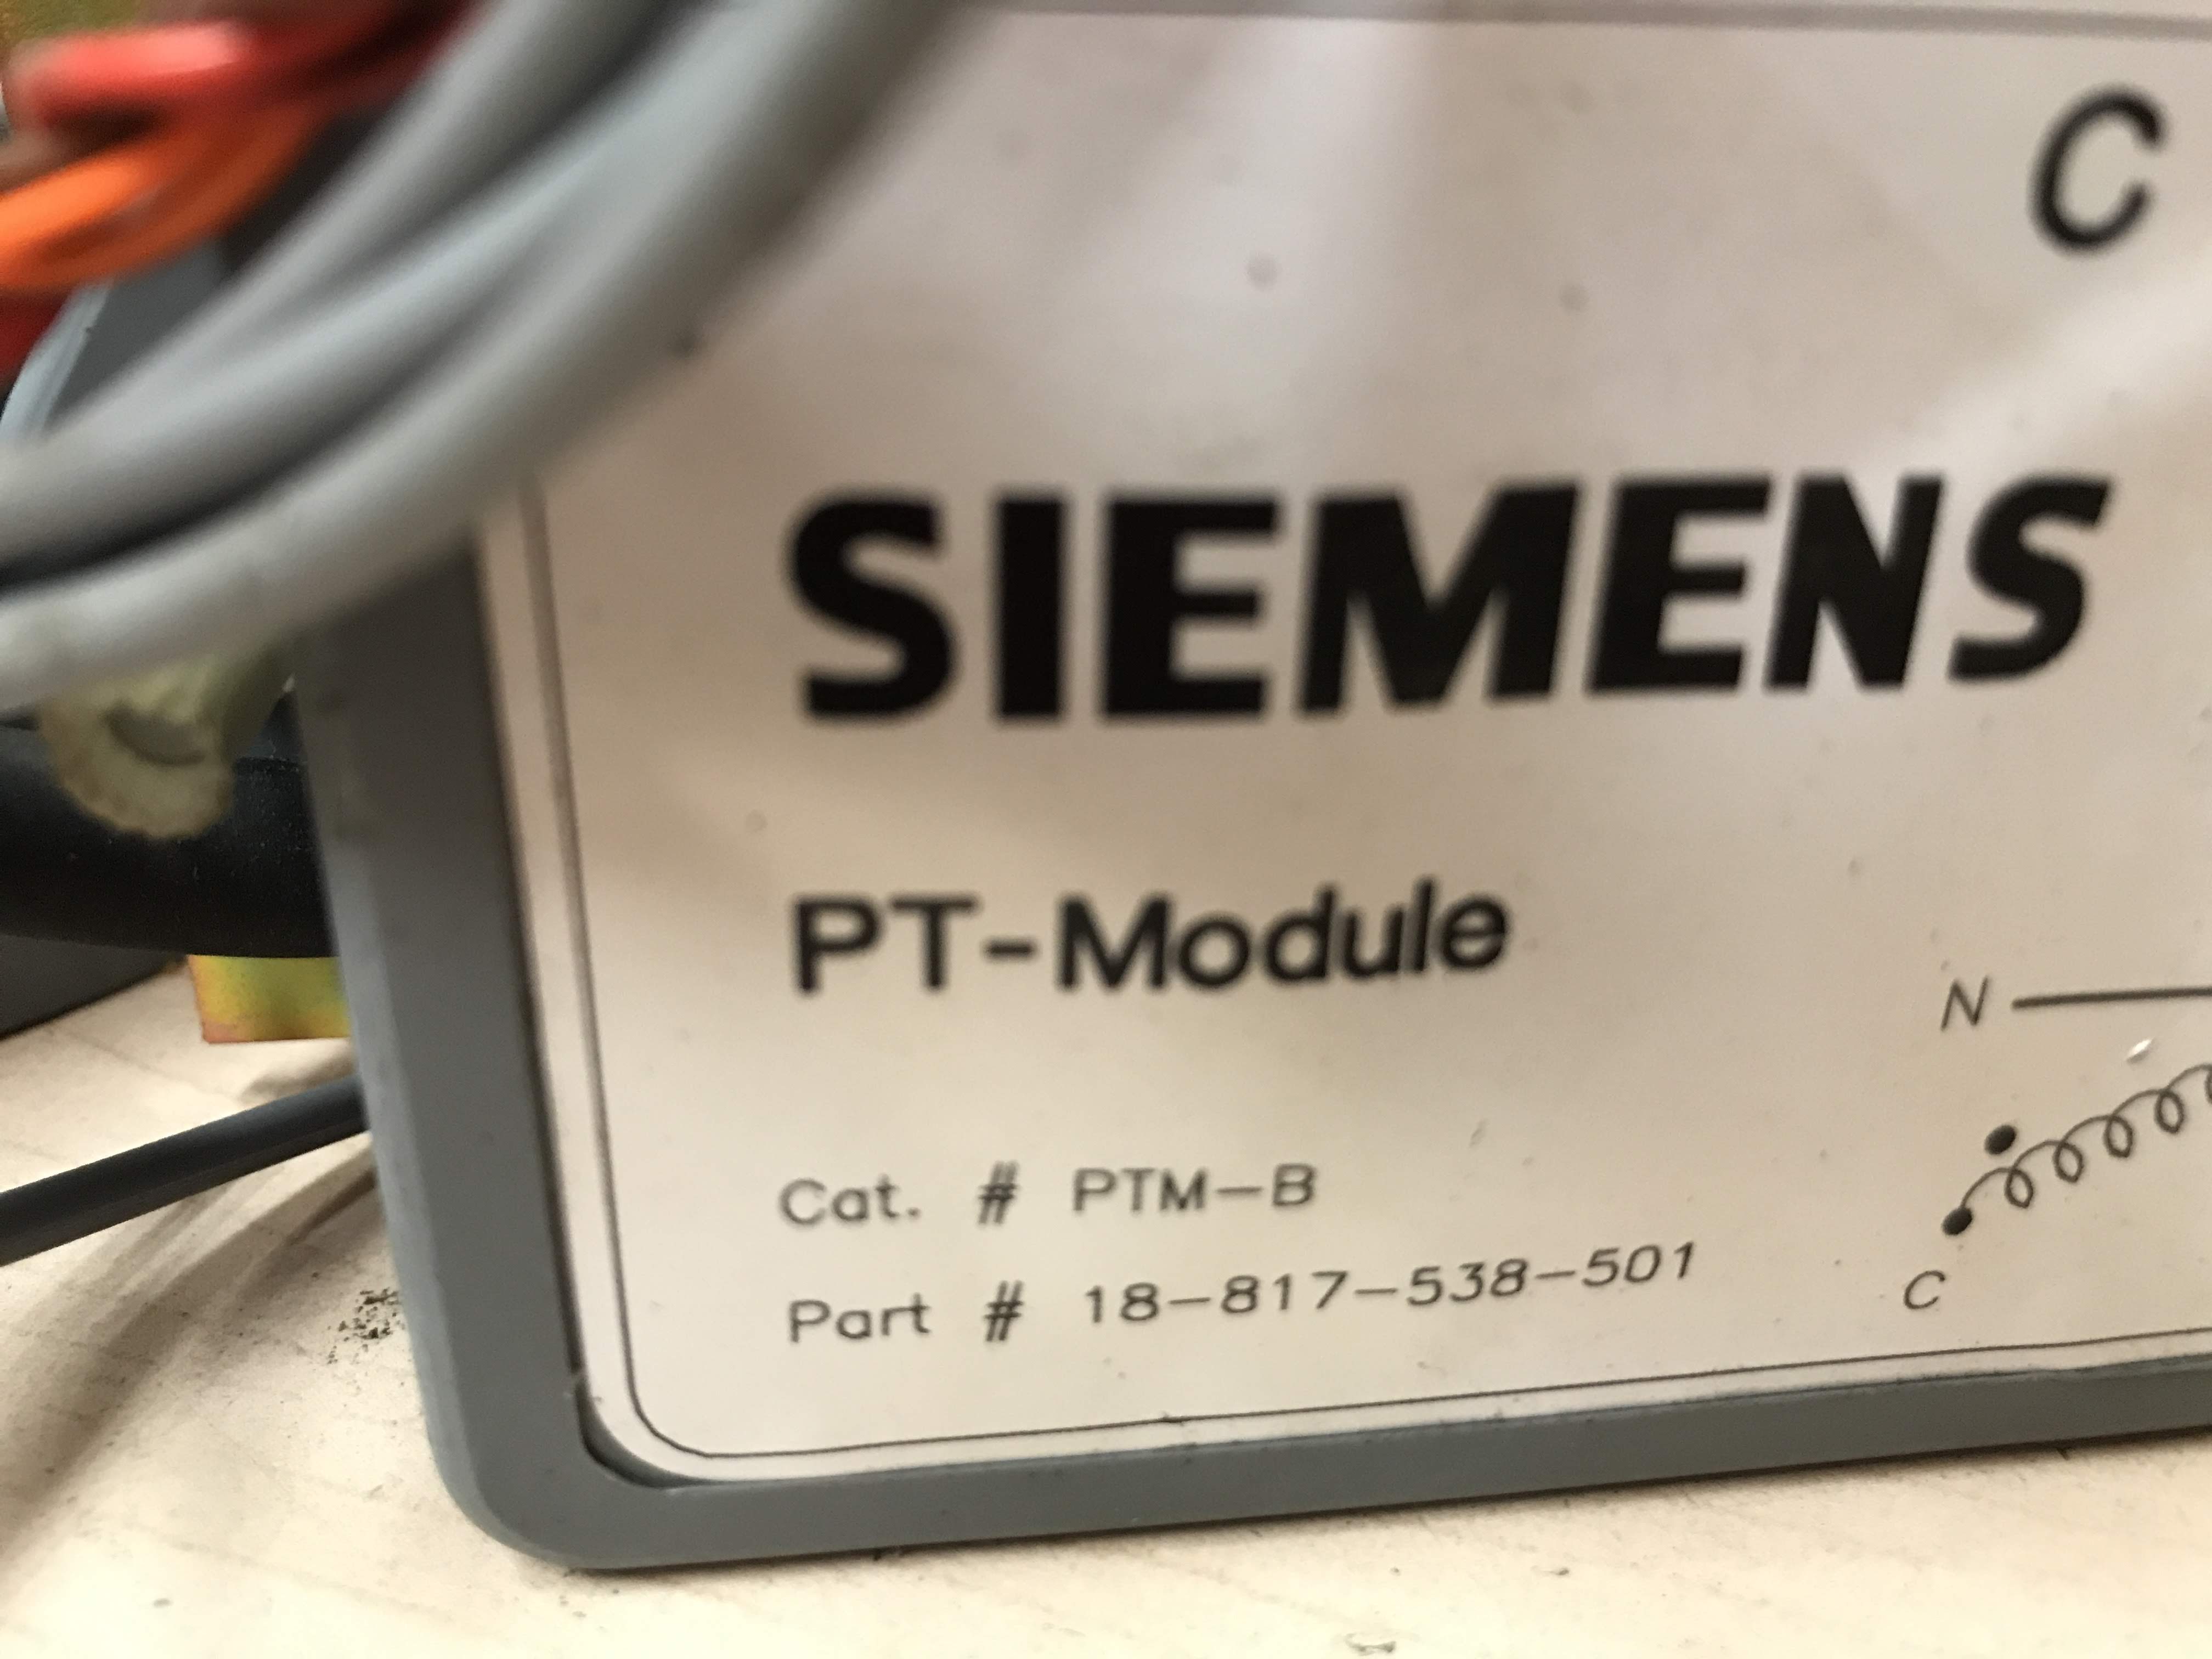 C
SIEMENS
PT-Module
N
Cat. # PTM-B
Part # 18-817-538-501
C